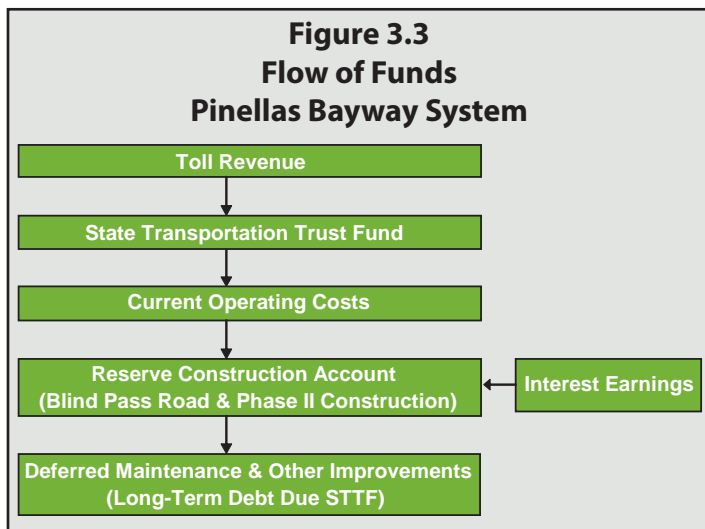 Figure 3.3
Flow of Funds
Pinellas Bayway System
Toll Revenue
State Transportation Trust Fund
Current Operating Costs
Reserve Construction Account
(Blind Pass Road & Phase II Construction)
Interest Earnings
Deferred Maintenance & Other Improvements
(Long-Term Debt Due STTF)